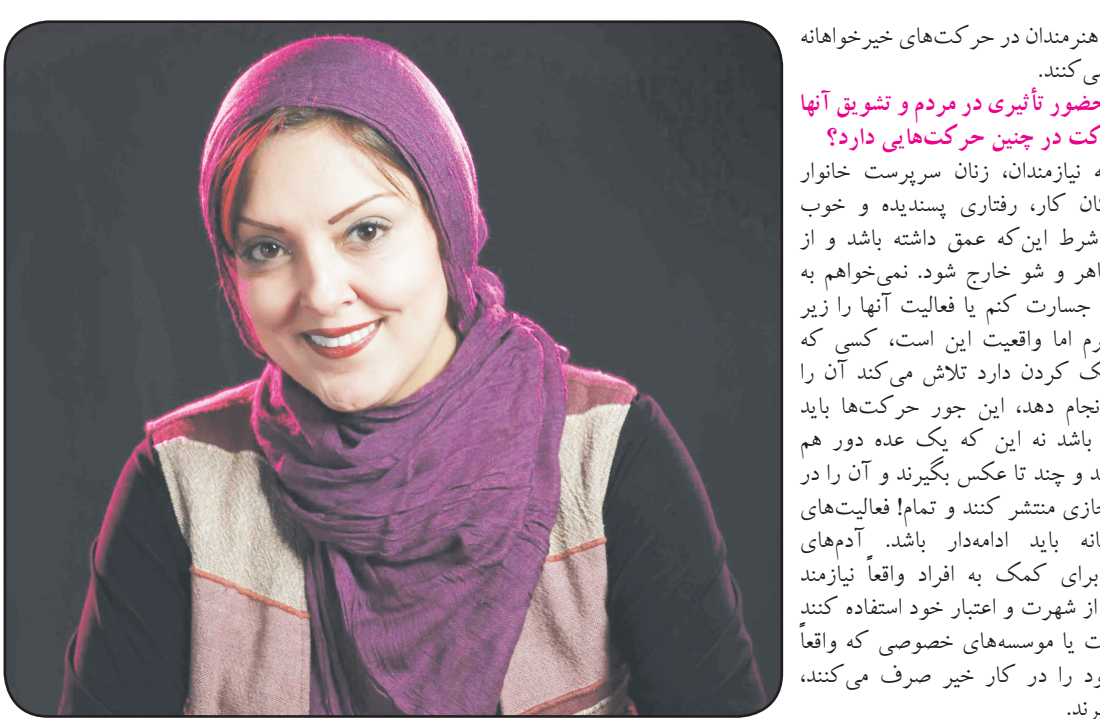 هنرمندان در حرکت‌های خیرخواهانه
می‌کنند.
حضور تأثیری در مردم و تشویق آنها
کت در چنین حرکت‌هایی دارد؟
ه نیازمندان، زنان سرپرست خانوار
کان کار، رفتاری پسندیده و خوب
شرط این‌که عمق داشته باشد و از
اهر و شو خارج شود. نمی‌خواهم به
جسارت کنم یا فعالیت آنها را زیر
رم اما واقعیت این است، کسی که
ک کردن دارد تلاش می‌کند آن را
نجام دهد، این جور حرکت‌ها باید
باشد نه این که یک عده دور هم
ند و چند تا عکس بگیرند و آن را در
جازی منتشر کنند و تمام! فعالیت‌های
انه باید ادامه‌دار باشد. آدم‌های
برای کمک به افراد واقعاً نیازمند
از شهرت و اعتبار خود استفاده کنند
ت یا موسسه‌های خصوصی که واقعاً
ود را در کار خیر صرف می‌کنند،
یرند.